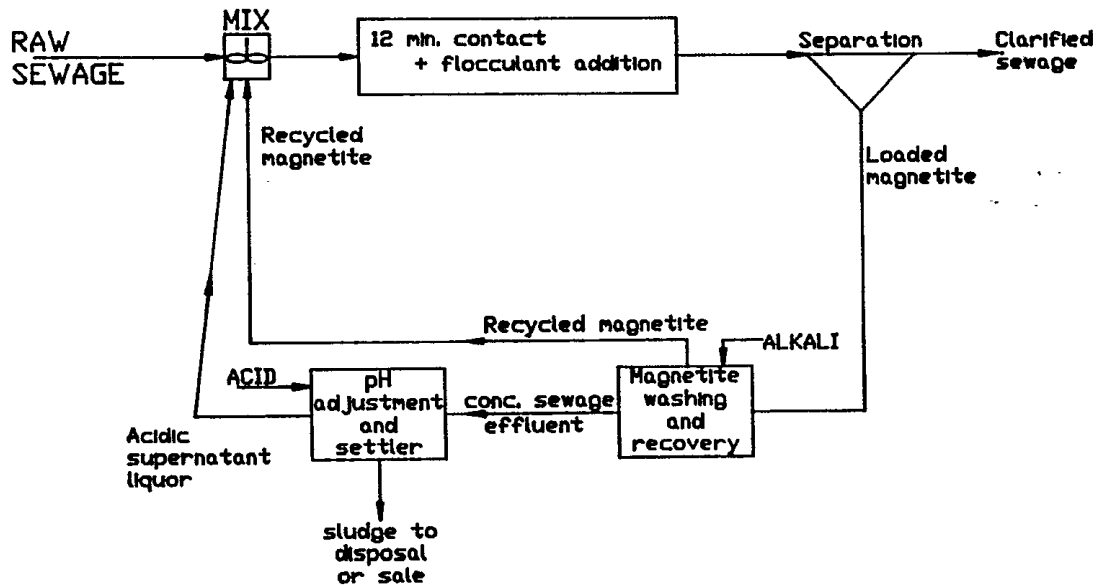 MIX
RAW
SEWAGE
12 min. contact
+ flocculant addition
Separation
Clarified
sewage
Recycled
magnetite
Loaded
magnetite
Recycled magnetite
ALKALI
ACID
pH
adjustment
and
settler
conc. sewage
effluent
Magnetite
washing
and
recovery
Acidic
supernatant
liquor
sludge to
disposal
or sale